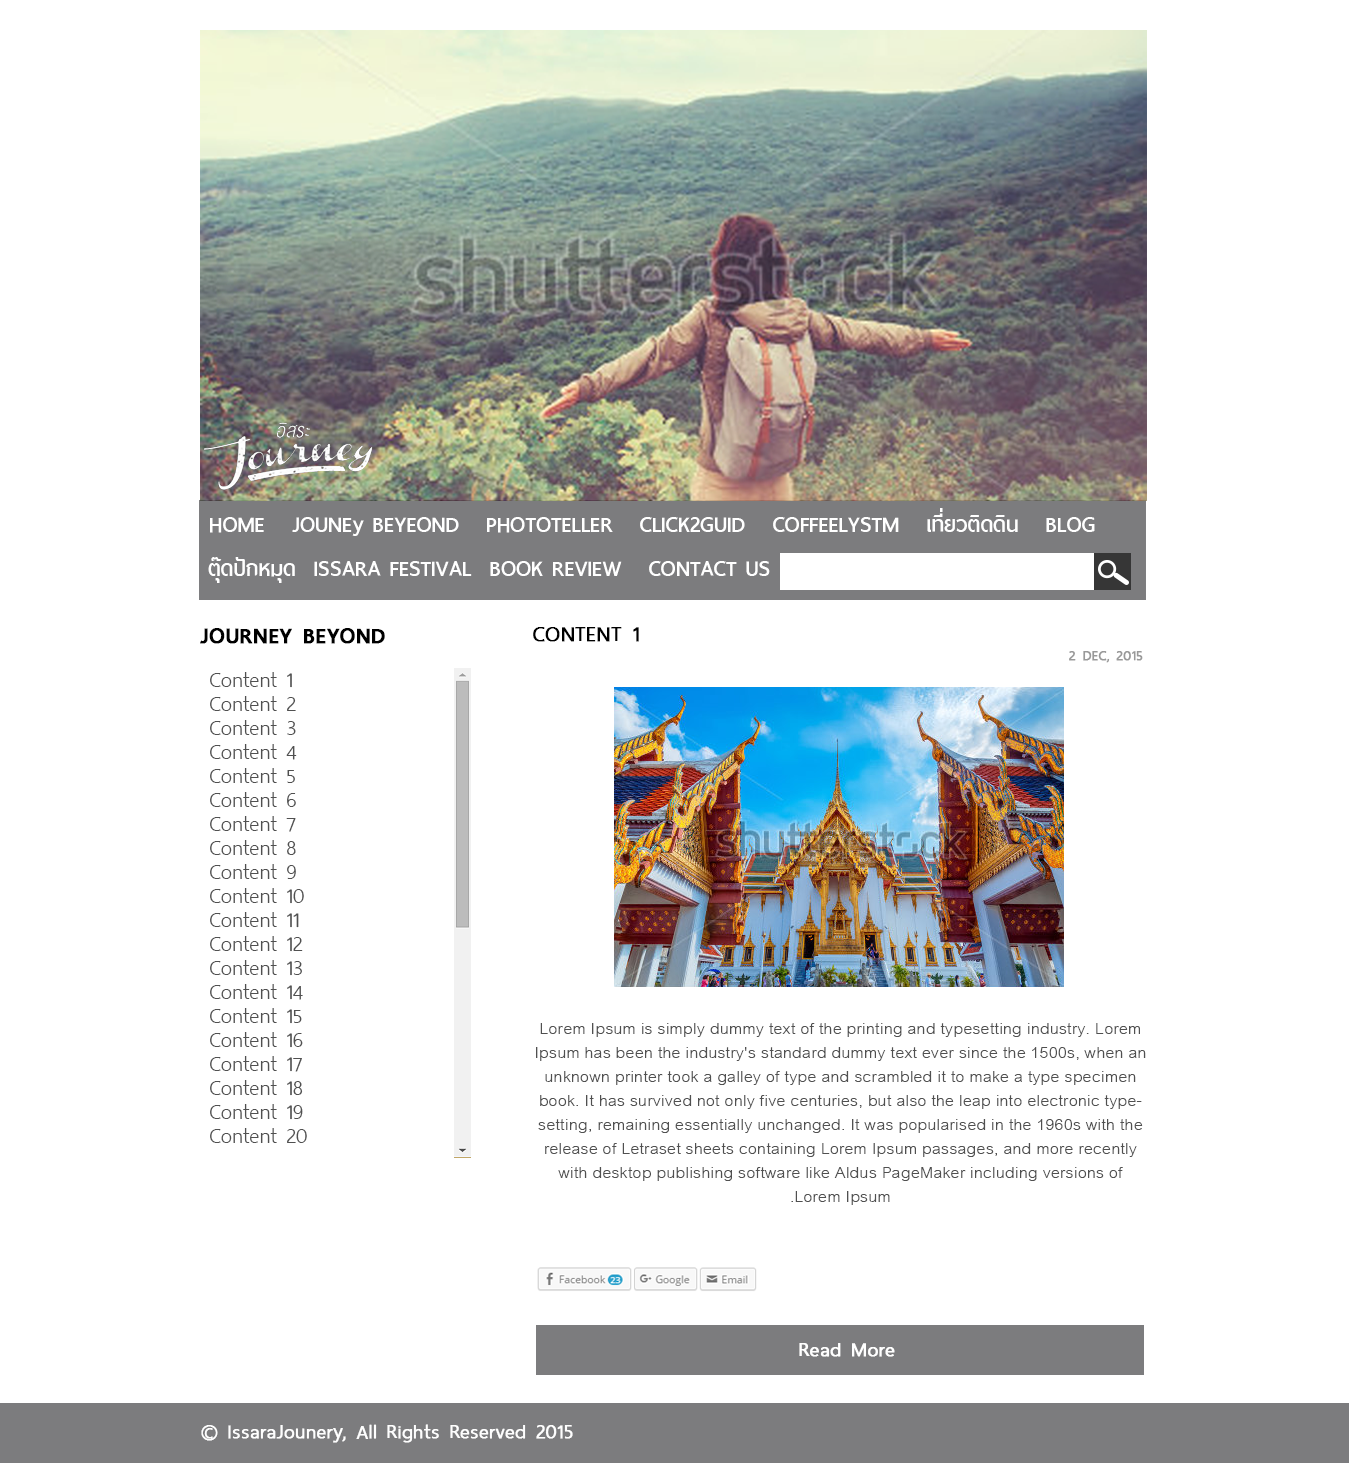 shutterstock
อิสระ
Journey
HOME JOUNEy BEYEOND PHOTOTELLER CLICK2GUID COFFEELYSTM เที่ยวติดดิน BLOG
ตุ๊ดปักหมุด ISSARA FESTIVAL BOOK REVIEW CONTACT US
JOURNEY BEYOND
Content 1
Content 2
Content 3
Content 4
Content 5
Content 6
Content 7
Content 8
Content 9
Content 10
Content 11
Content 12
Content 13
Content 14
Content 15
Content 16
Content 17
Content 18
Content 19
Content 20
CONTENT 1
2 DEC, 2015
shutterstock
Lorem Ipsum is simply dummy text of the printing and typesetting industry. Lorem
Ipsum has been the industry's standard dummy text ever since the 1500s, when an
unknown printer took a galley of type and scrambled it to make a type specimen
book. It has survived not only five centuries, but also the leap into electronic type-
setting, remaining essentially unchanged. It was popularised in the 1960s with the
release of Letraset sheets containing Lorem Ipsum passages, and more recently
with desktop publishing software like Aldus PageMaker including versions of
.Lorem Ipsum
Facebook 23 Google Email
Read More
© IssaraJounery, All Rights Reserved 2015